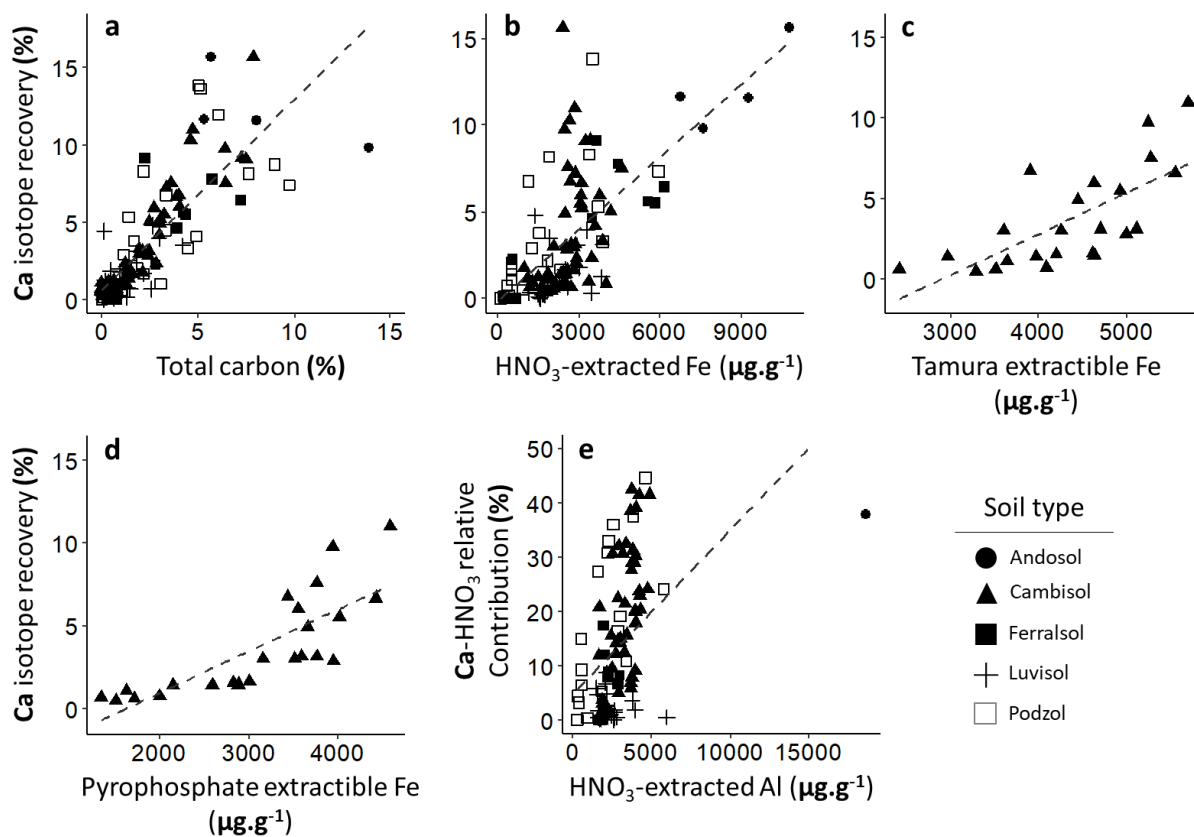 a
b
c
Ca isotope recovery (%)
15
10
5
0
0
5
10
15
Total carbon (%)
15
10
5
0
0
3000
6000
9000
HNO₃-extracted Fe (µg.g⁻¹)
15
10
5
0
3000
4000
5000
Tamura extractible Fe
(µg.g⁻¹)
d
Ca isotope recovery (%)
15
10
5
0
2000
3000
4000
Pyrophosphate extractible Fe
(µg.g⁻¹)
e
Ca-HNO₃ relative
Contribution (%)
50
40
30
20
10
0
0
5000
10000
15000
HNO₃-extracted Al (µg.g⁻¹)
Soil type
Andosol
Cambisol
Ferralsol
Luvisol
Podzol